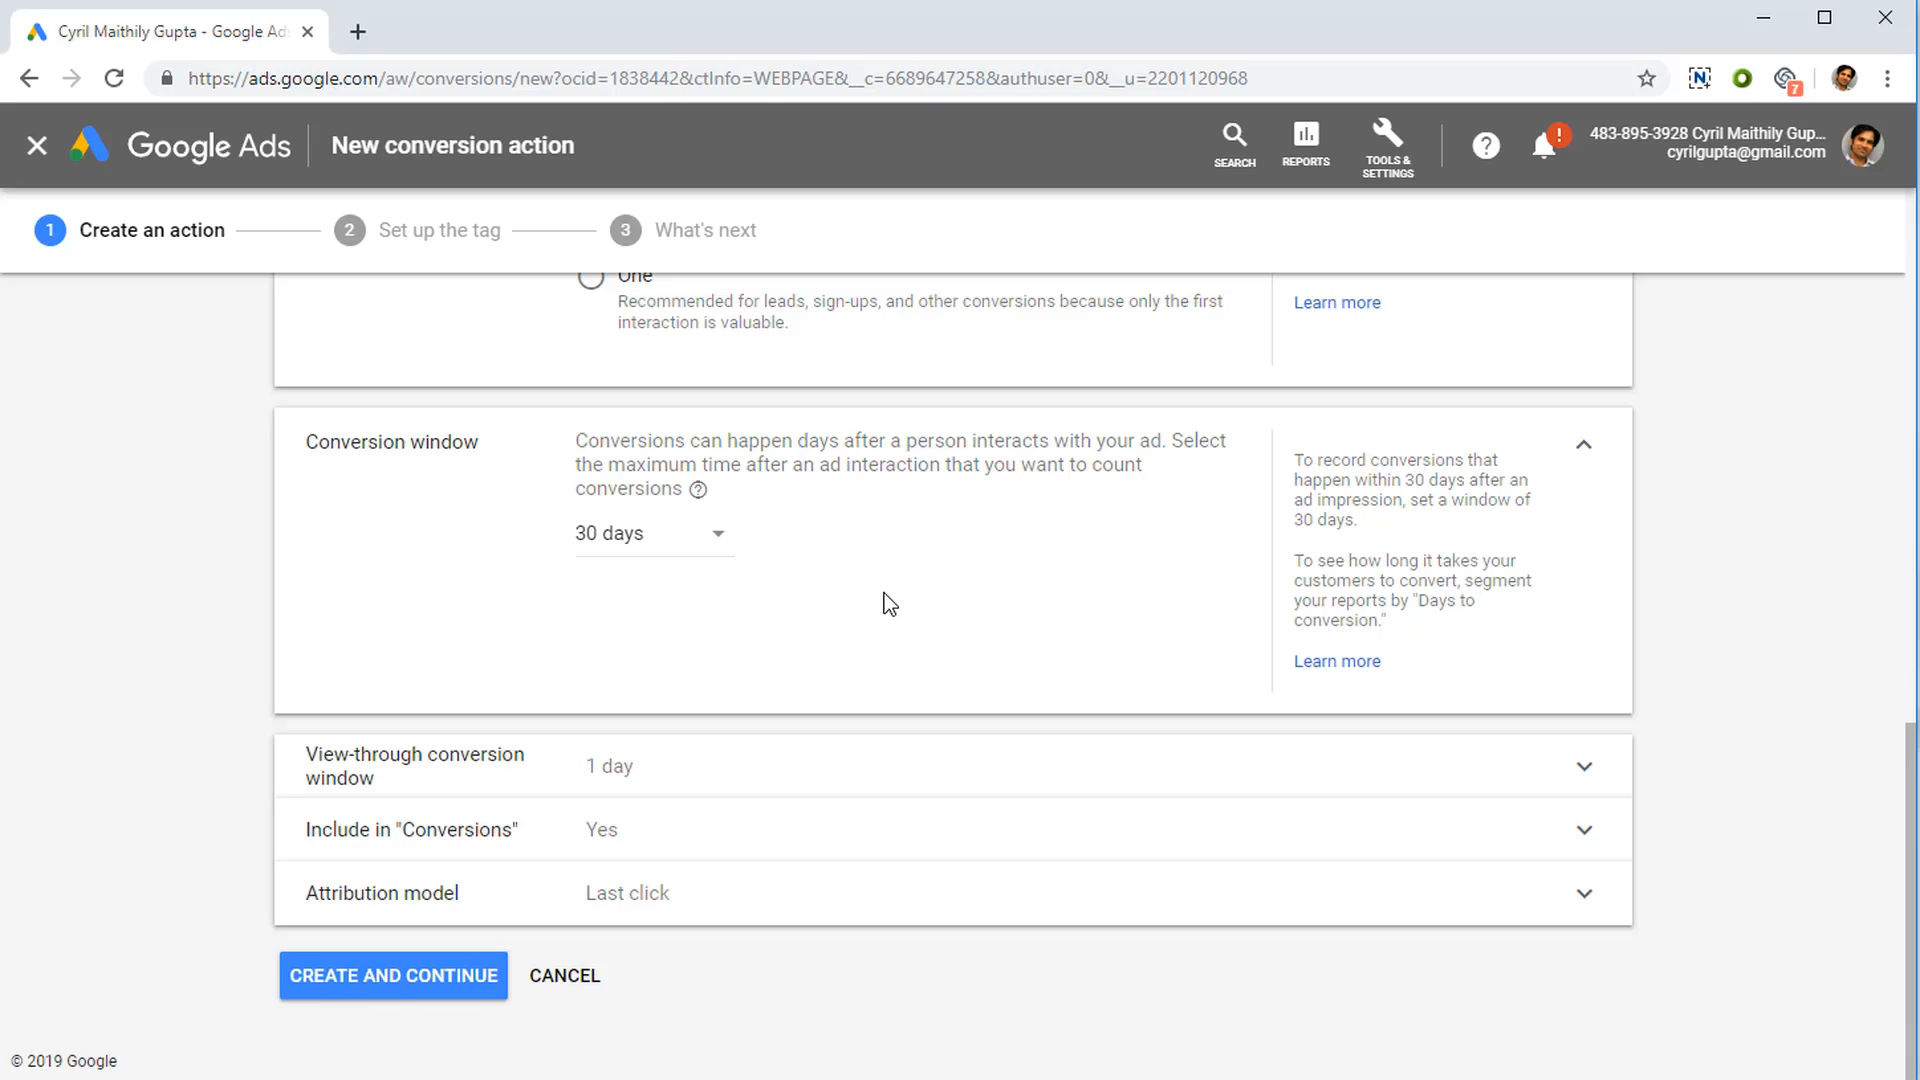 Cyril Maithily Gupta - Google Ad
https://ads.google.com/aw/conversions/new?ocid=1838442&ctInfo=WEBPAGE&__c=6689647258&authuser=0&__u=2201120968
N
7
Google Ads
New conversion action
SEARCH
REPORTS
TOOLS &
SETTINGS
?
!
483-895-3928 Cyril Maithily Gup...
cyrilgupta@gmail.com
1 Create an action
2 Set up the tag
3 What's next
One
Recommended for leads, sign-ups, and other conversions because only the first
interaction is valuable.
Learn more
Conversion window
Conversions can happen days after a person interacts with your ad. Select
the maximum time after an ad interaction that you want to count
conversions ?
30 days
To record conversions that
happen within 30 days after an
ad impression, set a window of
30 days.
To see how long it takes your
customers to convert, segment
your reports by "Days to
conversion."
Learn more
View-through conversion
window
1 day
Include in "Conversions"
Yes
Attribution model
Last click
CREATE AND CONTINUE
CANCEL
© 2019 Google